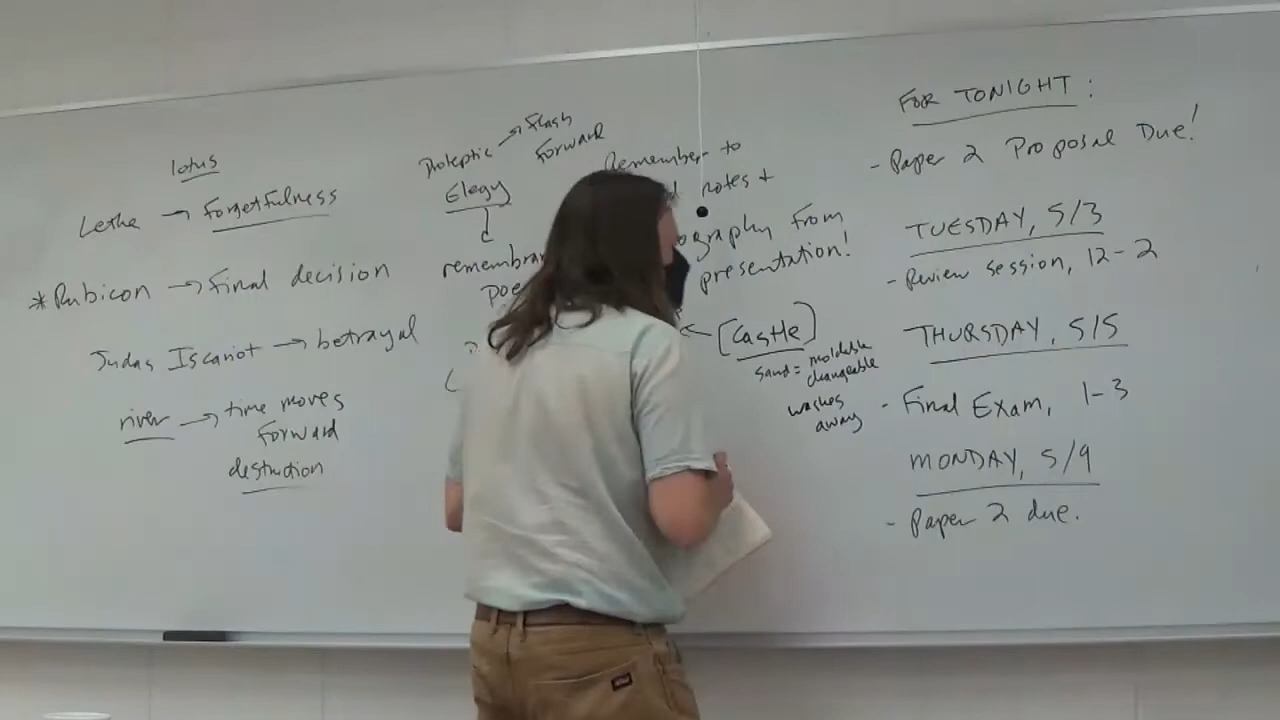 lotus
Lethe → forgetfulness
*Rubicon → final decision
Judas Iscariot → betrayal
river → time moves
forward
destruction
Proleptic → Flash
Forward
Elegy
Remember to
notes +
from
presentation!
[Castle]
sand = moldable
changeable
washes
away
FOR TONIGHT:
- Paper 2 Proposal Due!
TUESDAY, 5/3
- Review Session, 12-2
THURSDAY, 5/5
- Final Exam, 1-3
MONDAY, 5/9
- Paper 2 due.